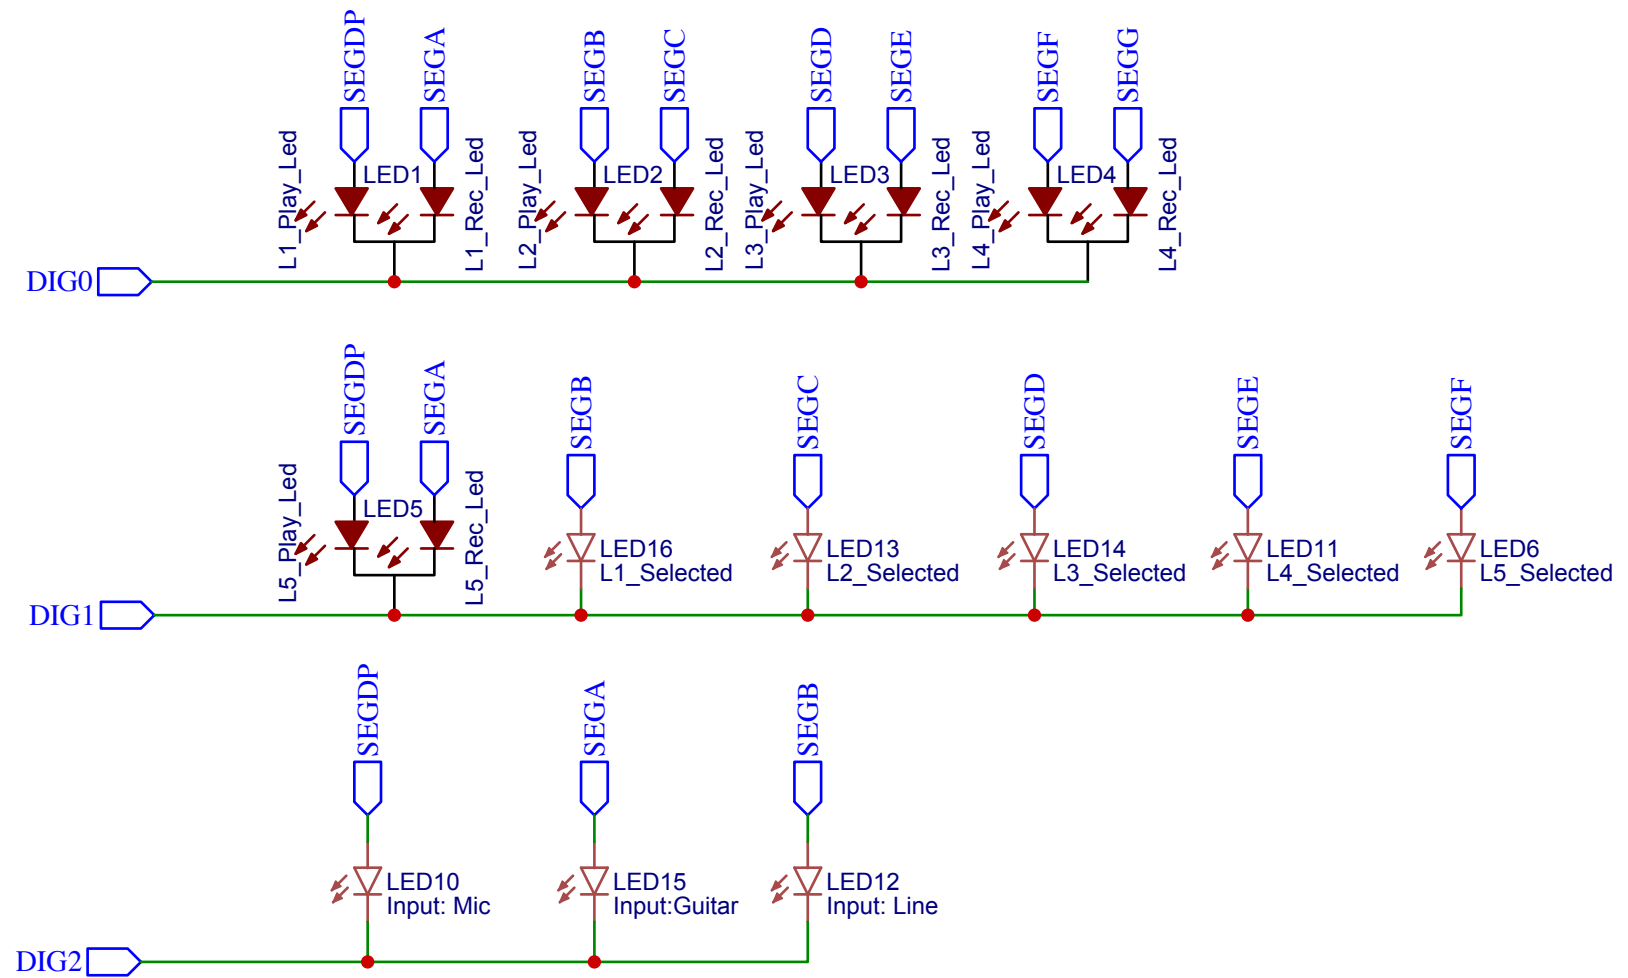 SEGDP
SEGA
SEGB
SEGC
SEGD
SEGE
SEGF
SEGG
L1_Play_Led
LED1
L1_Rec_Led
L2_Play_Led
LED2
L2_Rec_Led
L3_Play_Led
LED3
L3_Rec_Led
L4_Play_Led
LED4
L4_Rec_Led
DIG0
SEGDP
SEGA
SEGB
SEGC
SEGD
SEGE
SEGF
L5_Play_Led
LED5
L5_Rec_Led
LED16
L1_Selected
LED13
L2_Selected
LED14
L3_Selected
LED11
L4_Selected
LED6
L5_Selected
DIG1
SEGDP
SEGA
SEGB
LED10
Input: Mic
LED15
Input:Guitar
LED12
Input: Line
DIG2